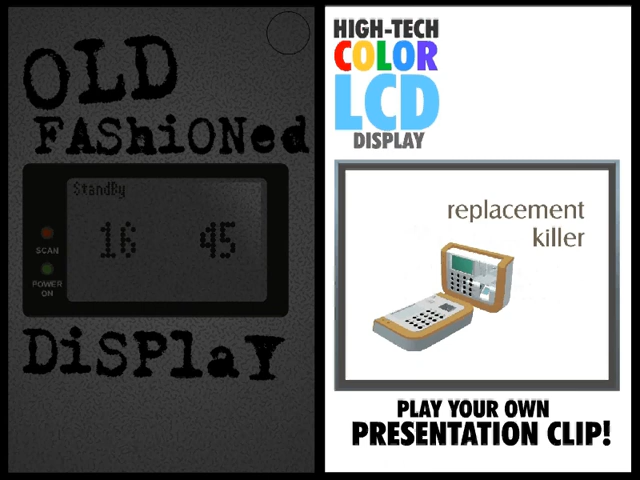 OLD
FAShiONed
StandBy
16 45
SCAN
POWER
ON
DiSPlaY
HIGH-TECH
COLOR
LCD
DISPLAY
replacement
killer
PLAY YOUR OWN
PRESENTATION CLIP!